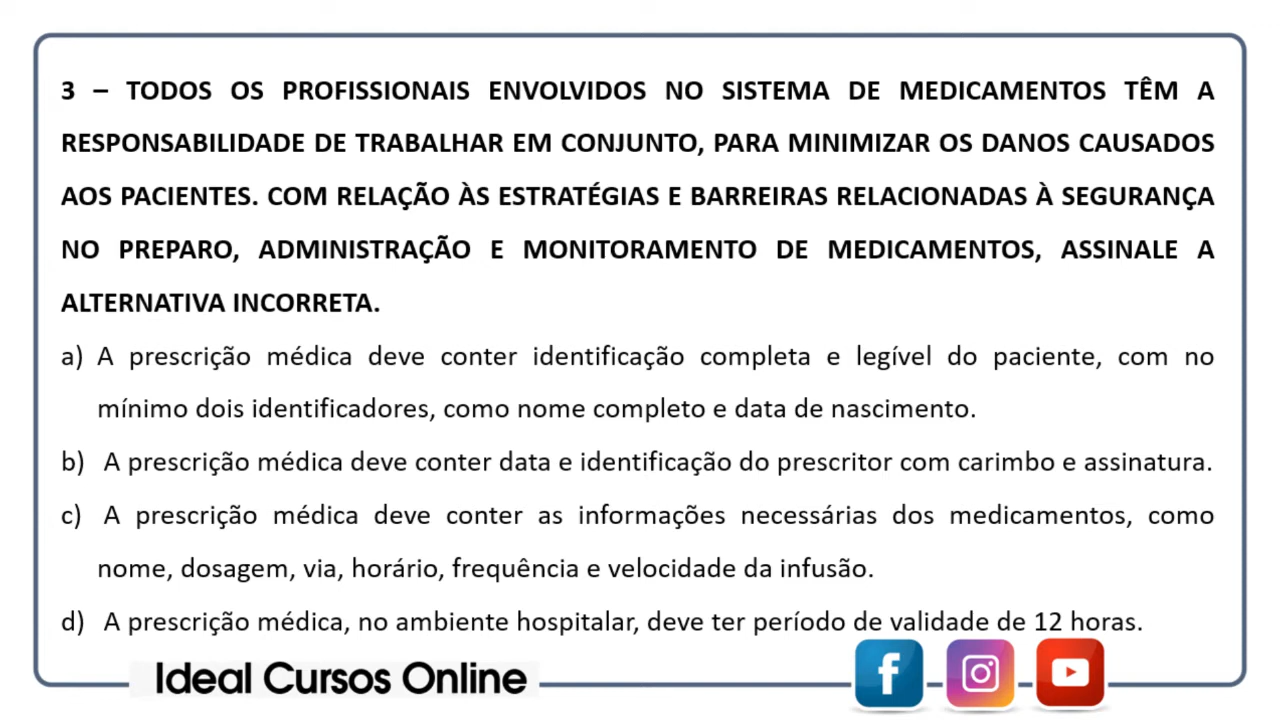 3 – TODOS OS PROFISSIONAIS ENVOLVIDOS NO SISTEMA DE MEDICAMENTOS TÊM A
RESPONSABILIDADE DE TRABALHAR EM CONJUNTO, PARA MINIMIZAR OS DANOS CAUSADOS
AOS PACIENTES. COM RELAÇÃO ÀS ESTRATÉGIAS E BARREIRAS RELACIONADAS À SEGURANÇA
NO PREPARO, ADMINISTRAÇÃO E MONITORAMENTO DE MEDICAMENTOS, ASSINALE A
ALTERNATIVA INCORRETA.
a) A prescrição médica deve conter identificação completa e legível do paciente, com no
mínimo dois identificadores, como nome completo e data de nascimento.
b) A prescrição médica deve conter data e identificação do prescritor com carimbo e assinatura.
c) A prescrição médica deve conter as informações necessárias dos medicamentos, como
nome, dosagem, via, horário, frequência e velocidade da infusão.
d) A prescrição médica, no ambiente hospitalar, deve ter período de validade de 12 horas.
Ideal Cursos Online